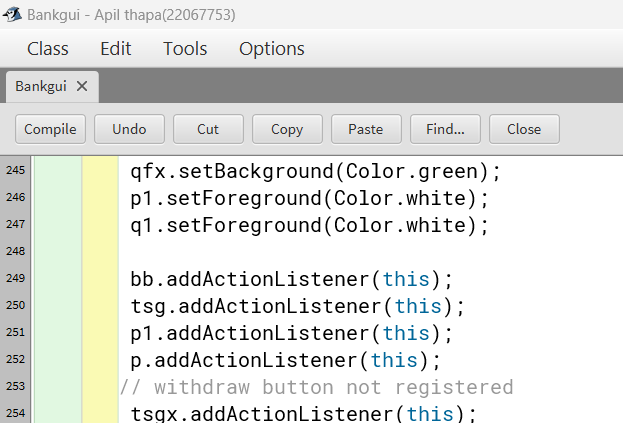 Bankgui - Apil thapa(22067753)
Class Edit Tools Options
Bankgui ✕
Compile Undo Cut Copy Paste Find... Close
245 qfx.setBackground(Color.green);
246 p1.setForeground(Color.white);
247 q1.setForeground(Color.white);
248
249 bb.addActionListener(this);
250 tsg.addActionListener(this);
251 p1.addActionListener(this);
252 p.addActionListener(this);
253 // withdraw button not registered
254 tsgx.addActionListener(this);